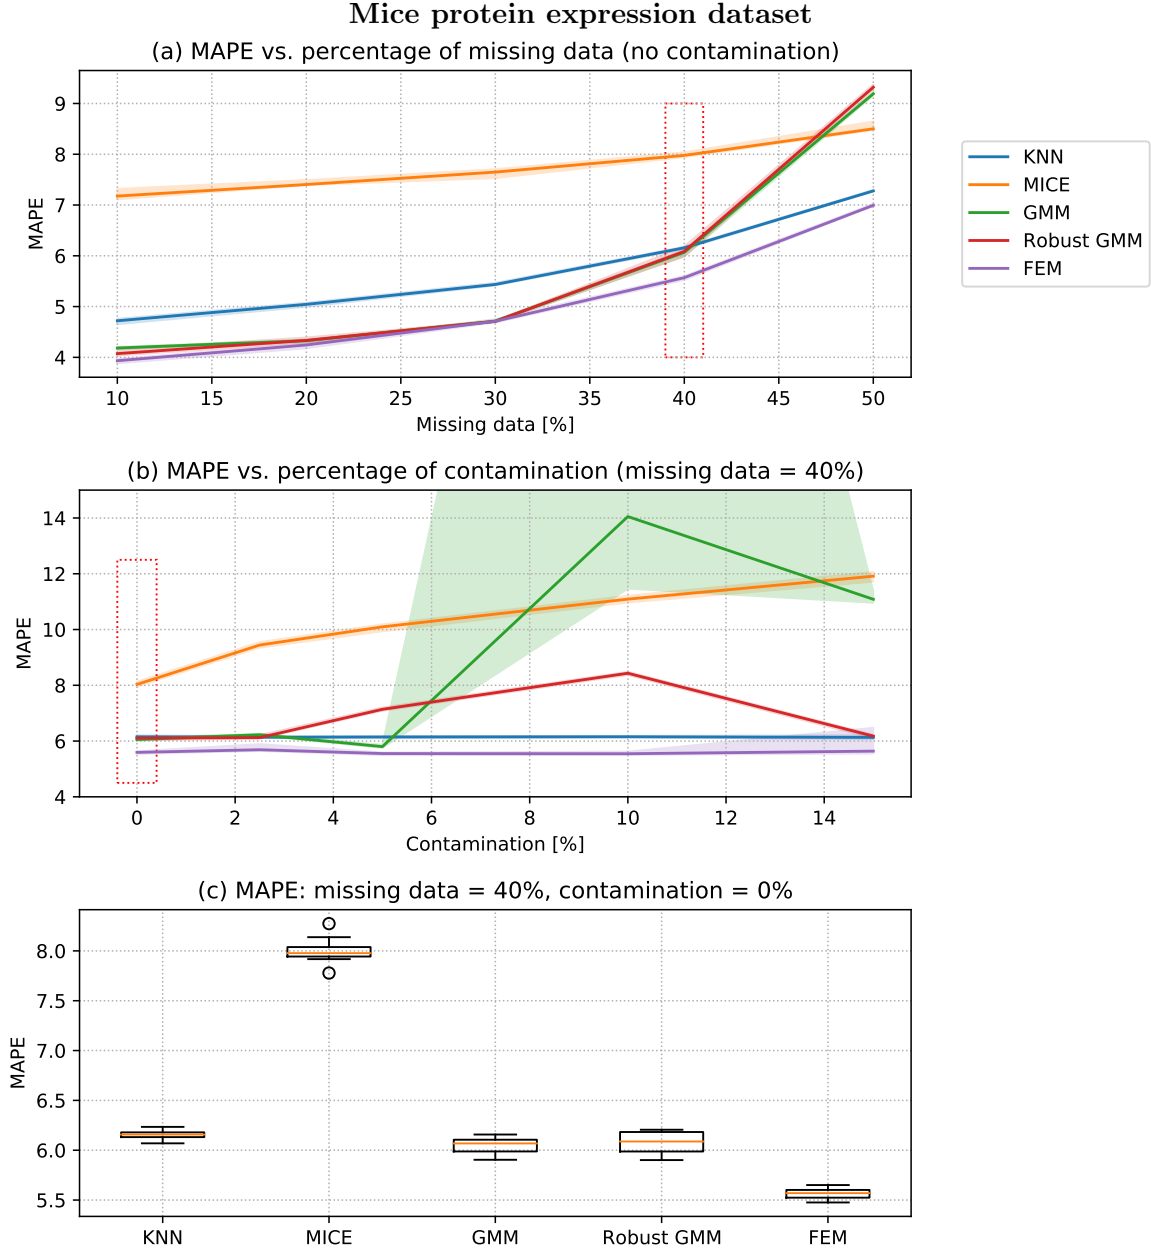 Mice protein expression dataset
(a) MAPE vs. percentage of missing data (no contamination)
9
8
7
6
5
4
MAPE
10 15 20 25 30 35 40 45 50
Missing data [%]
KNN
MICE
GMM
Robust GMM
FEM
(b) MAPE vs. percentage of contamination (missing data = 40%)
14
12
10
8
6
4
MAPE
0 2 4 6 8 10 12 14
Contamination [%]
(c) MAPE: missing data = 40%, contamination = 0%
8.0
7.5
7.0
6.5
6.0
5.5
MAPE
KNN MICE GMM Robust GMM FEM